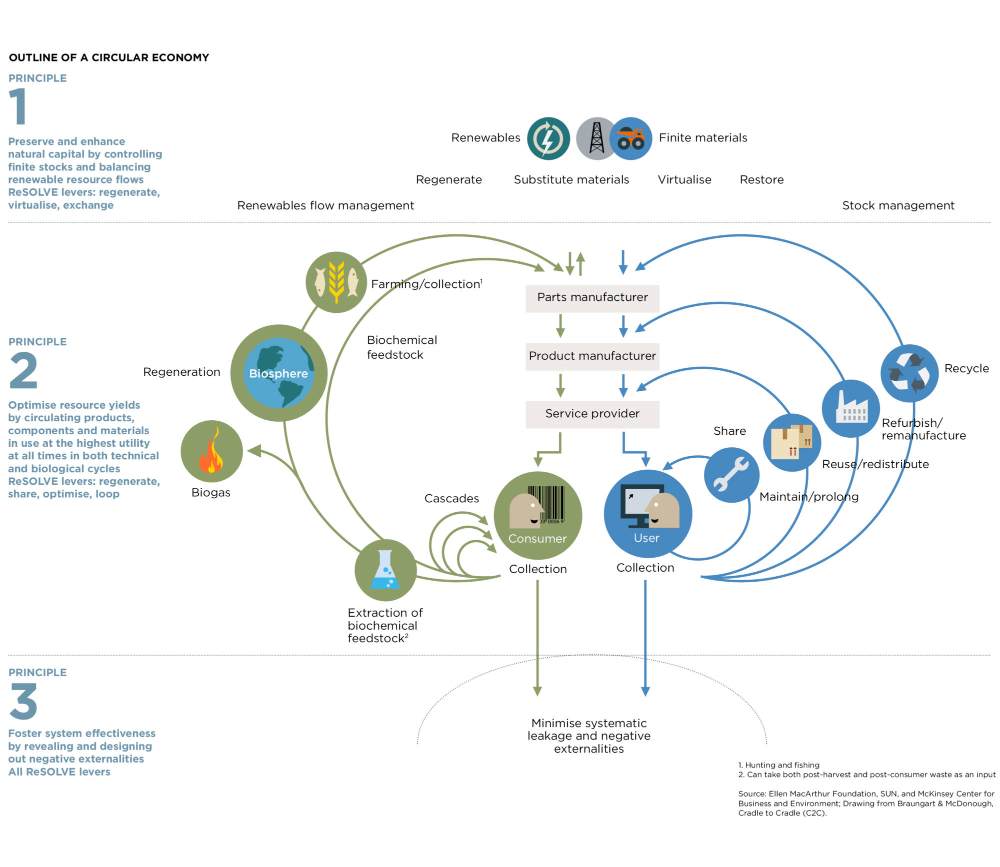 OUTLINE OF A CIRCULAR ECONOMY
PRINCIPLE
1
Preserve and enhance
natural capital by controlling
finite stocks and balancing
renewable resource flows
ReSOLVE levers: regenerate,
virtualise, exchange
Renewables
Finite materials
Regenerate
Substitute materials
Virtualise
Restore
Renewables flow management
Stock management
PRINCIPLE
2
Optimise resource yields
by circulating products,
components and materials
in use at the highest utility
at all times in both technical
and biological cycles
ReSOLVE levers: regenerate,
share, optimise, loop
Farming/collection¹
Biochemical
feedstock
Regeneration
Biosphere
Biogas
Cascades
Extraction of
biochemical
feedstock²
Parts manufacturer
Product manufacturer
Service provider
03 0006 9
Consumer
Collection
User
Collection
Share
Maintain/prolong
Reuse/redistribute
Refurbish/
remanufacture
Recycle
PRINCIPLE
3
Foster system effectiveness
by revealing and designing
out negative externalities
All ReSOLVE levers
Minimise systematic
leakage and negative
externalities
1. Hunting and fishing
2. Can take both post-harvest and post-consumer waste as an input
Source: Ellen MacArthur Foundation, SUN, and McKinsey Center for
Business and Environment; Drawing from Braungart & McDonough,
Cradle to Cradle (C2C).